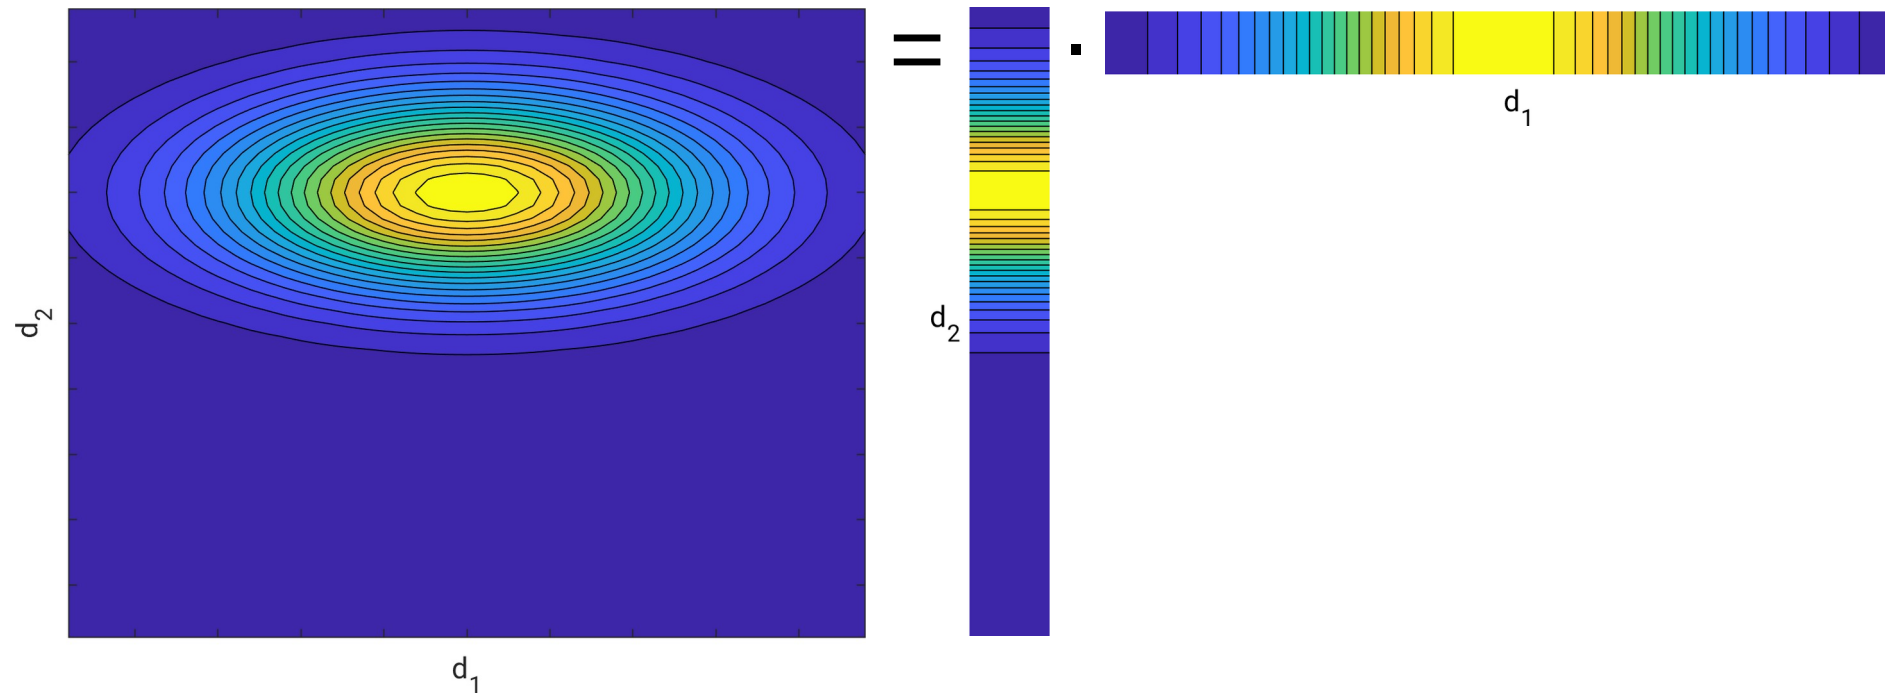 d₂
d₁
=
d₂
·
d₁